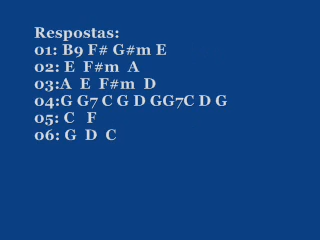 Respostas:
01: B9 F# G#m E
02: E F#m A
03:A E F#m D
04:G G7 C G D GG7C D G
05: C F
06: G D C